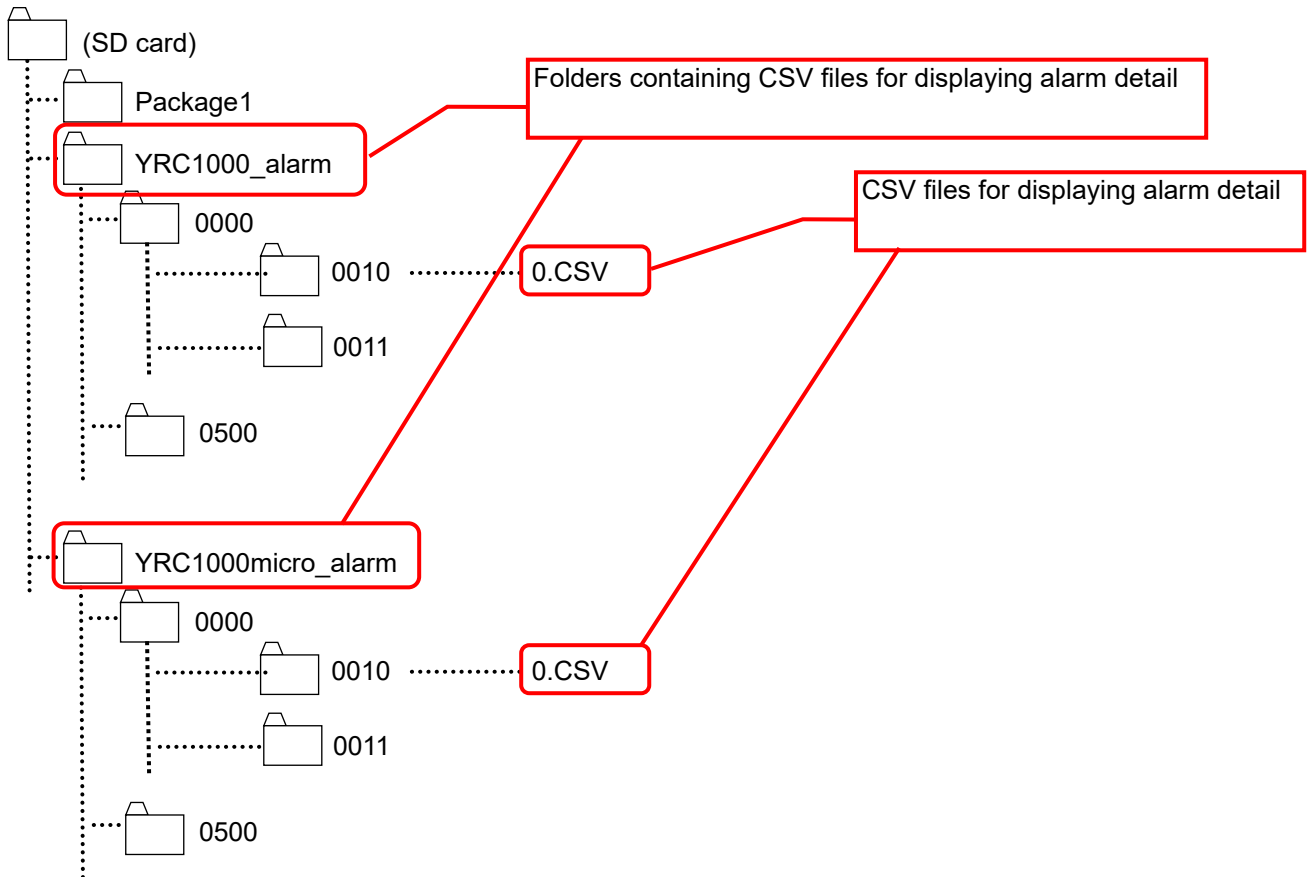 (SD card)
Folders containing CSV files for displaying alarm detail
Package1
YRC1000_alarm
CSV files for displaying alarm detail
0000
0010
0.CSV
0011
0500
YRC1000micro_alarm
0000
0010
0.CSV
0011
0500